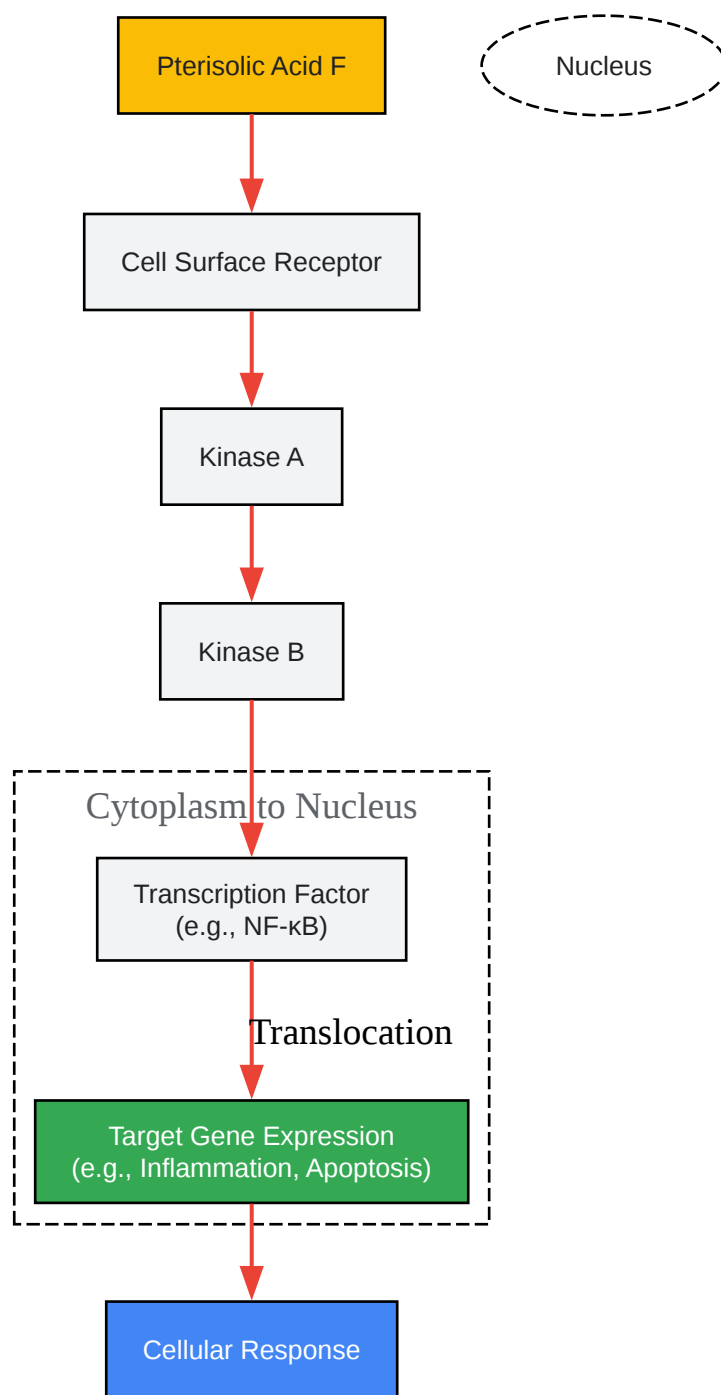 Pterisolic Acid F
Nucleus
Cell Surface Receptor
Kinase A
Kinase B
Cytoplasm to Nucleus
Transcription Factor
(e.g., NF-κB)
Translocation
Target Gene Expression
(e.g., Inflammation, Apoptosis)
Cellular Response